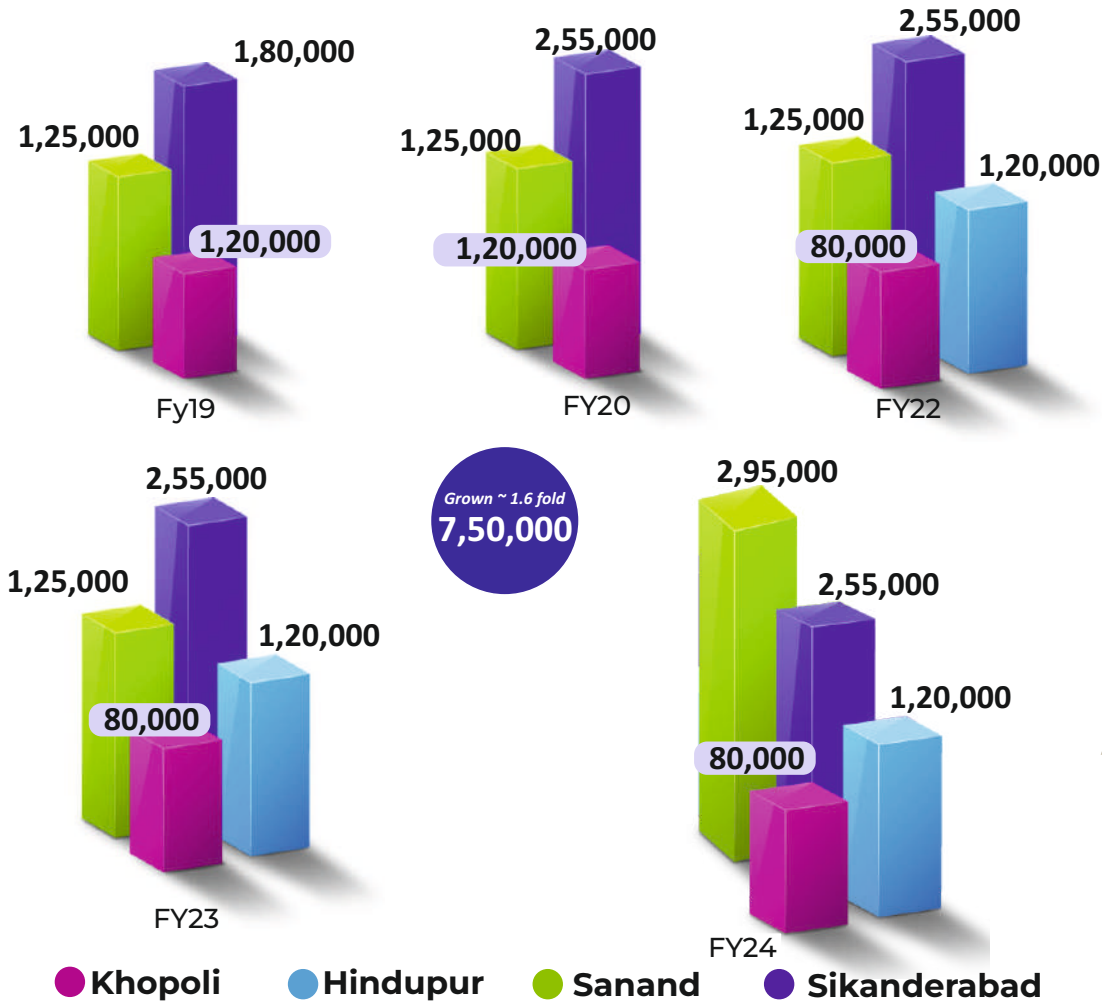 1,80,000
1,25,000
1,20,000
Fy19
2,55,000
1,25,000
1,20,000
FY20
2,55,000
1,25,000
1,20,000
80,000
FY22
2,55,000
1,25,000
1,20,000
80,000
FY23
Grown ~ 1.6 fold
7,50,000
2,95,000
2,55,000
1,20,000
80,000
FY24
Khopoli Hindupur Sanand Sikanderabad